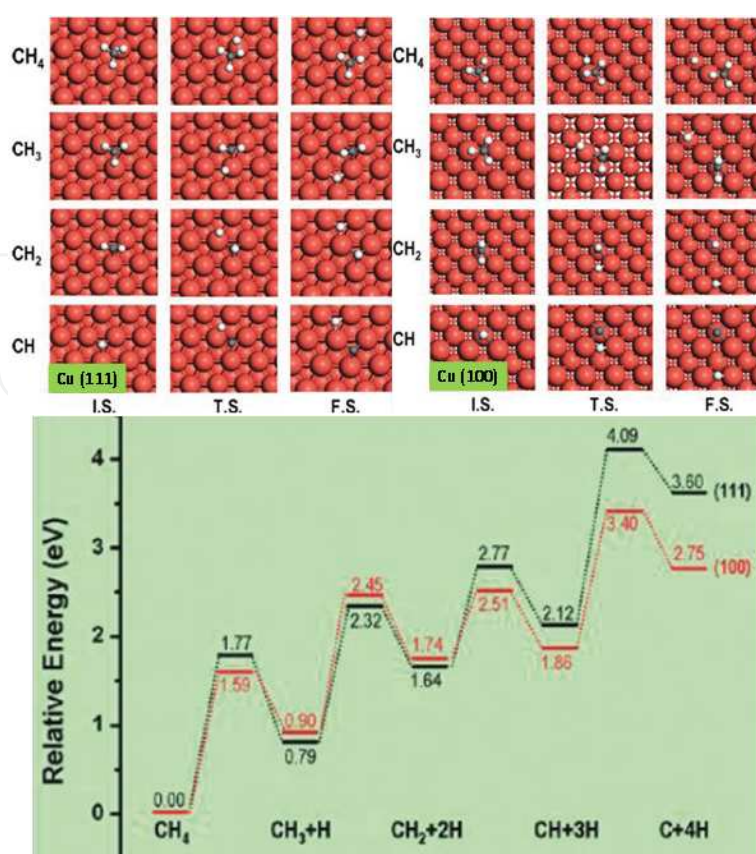 CH4
CH3
CH2
CH
Cu (111)
I.S.
T.S.
F.S.
CH4
CH3
CH2
CH
Cu (100)
I.S.
T.S.
F.S.
Relative Energy (eV)
4
3
2
1
0
0.00
1.77
1.59
0.90
0.79
2.45
2.32
1.74
1.64
2.77
2.51
2.12
1.86
4.09
3.40
3.60
(111)
2.75
(100)
CH4
CH3+H
CH2+2H
CH+3H
C+4H